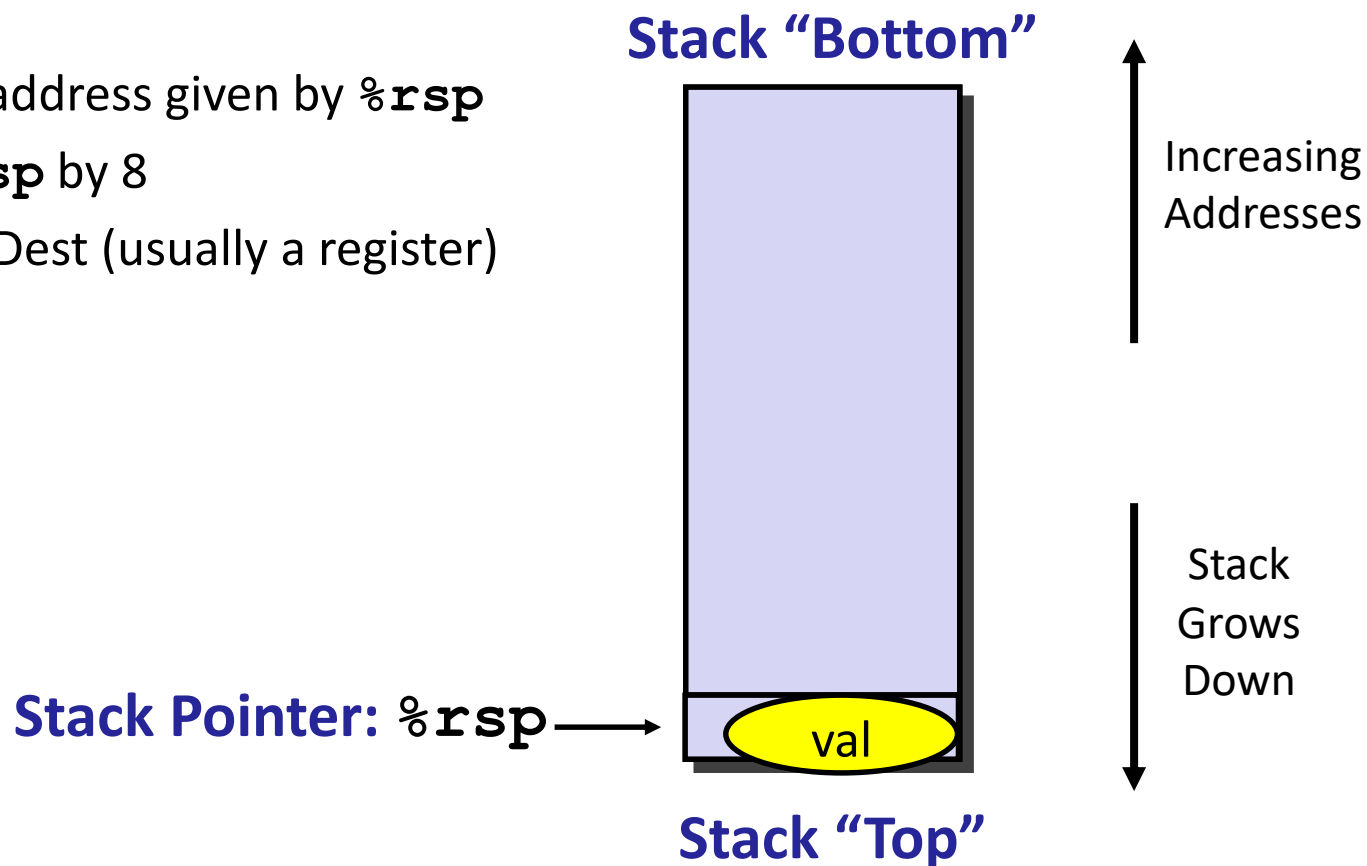 Stack “Bottom”
address given by %rsp
sp by 8
Dest (usually a register)
Increasing
Addresses
Stack
Grows
Down
Stack Pointer: %rsp
val
Stack “Top”